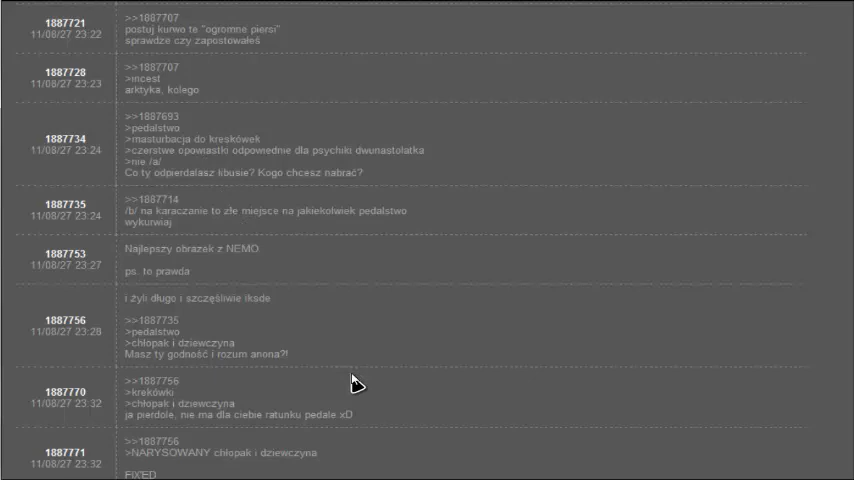 1887721
11/08/27 23:22
>>1887707
postuj kurwo te "ogromne piersi"
sprawdze czy zapostowałeś
1887728
11/08/27 23:23
>>1887707
>incest
arktyka, kolego
1887734
11/08/27 23:24
>>1887693
>pedalstwo
>masturbacja do kreskówek
>czerstwe opowiastki odpowiednie dla psychiki dwunastolatka
>nie /a/
Co ty odpierdalasz libusie? Kogo chcesz nabrać?
1887735
11/08/27 23:24
>>1887714
/b/ na karaczanie to złe miejsce na jakiekolwiek pedalstwo
wykurwiaj
1887753
11/08/27 23:27
Najlepszy obrazek z NEMO.
ps. to prawda
1887756
11/08/27 23:28
i żyli długo i szczęśliwie iksde
>>1887735
>pedalstwo
>chłopak i dziewczyna
Masz ty godność i rozum anona?!
1887770
11/08/27 23:32
>>1887756
>krekówki
>chłopak i dziewczyna
ja pierdole, nie ma dla ciebie ratunku pedale xD
1887771
11/08/27 23:32
>>1887756
>NARYSOWANY chłopak i dziewczyna
FIX'ED